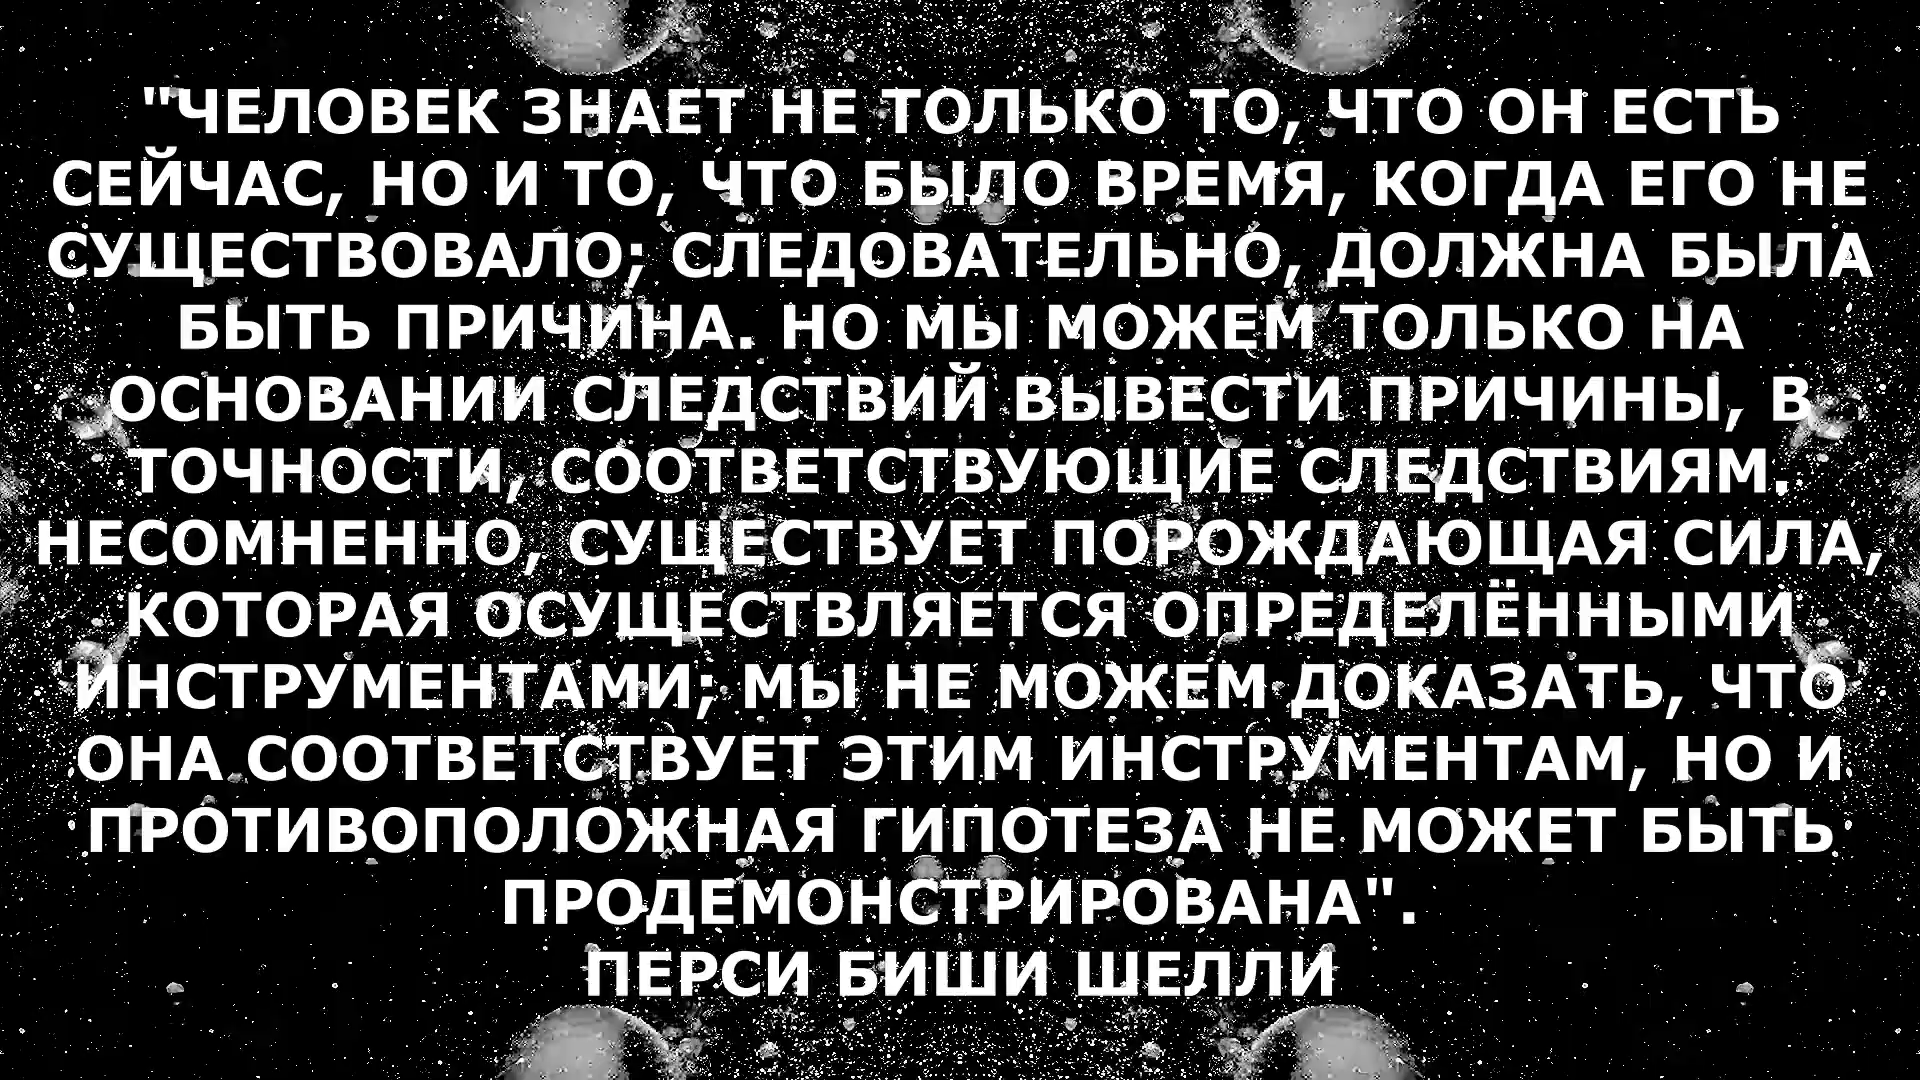 "ЧЕЛОВЕК ЗНАЕТ НЕ ТОЛЬКО ТО, ЧТО ОН ЕСТЬ
СЕЙЧАС, НО И ТО, ЧТО БЫЛО ВРЕМЯ, КОГДА ЕГО НЕ
СУЩЕСТВОВАЛО; СЛЕДОВАТЕЛЬНО, ДОЛЖНА БЫЛА
БЫТЬ ПРИЧИНА. НО МЫ МОЖЕМ ТОЛЬКО НА
ОСНОВАНИИ СЛЕДСТВИЙ ВЫВЕСТИ ПРИЧИНЫ, В
ТОЧНОСТИ, СООТВЕТСТВУЮЩИЕ СЛЕДСТВИЯМ.
НЕСОМНЕННО, СУЩЕСТВУЕТ ПОРОЖДАЮЩАЯ СИЛА,
КОТОРАЯ ОСУЩЕСТВЛЯЕТСЯ ОПРЕДЕЛЁННЫМИ
ИНСТРУМЕНТАМИ; МЫ НЕ МОЖЕМ ДОКАЗАТЬ, ЧТО
ОНА СООТВЕТСТВУЕТ ЭТИМ ИНСТРУМЕНТАМ, НО И
ПРОТИВОПОЛОЖНАЯ ГИПОТЕЗА НЕ МОЖЕТ БЫТЬ
ПРОДЕМОНСТРИРОВАНА".
ПЕРСИ БИШИ ШЕЛЛИ